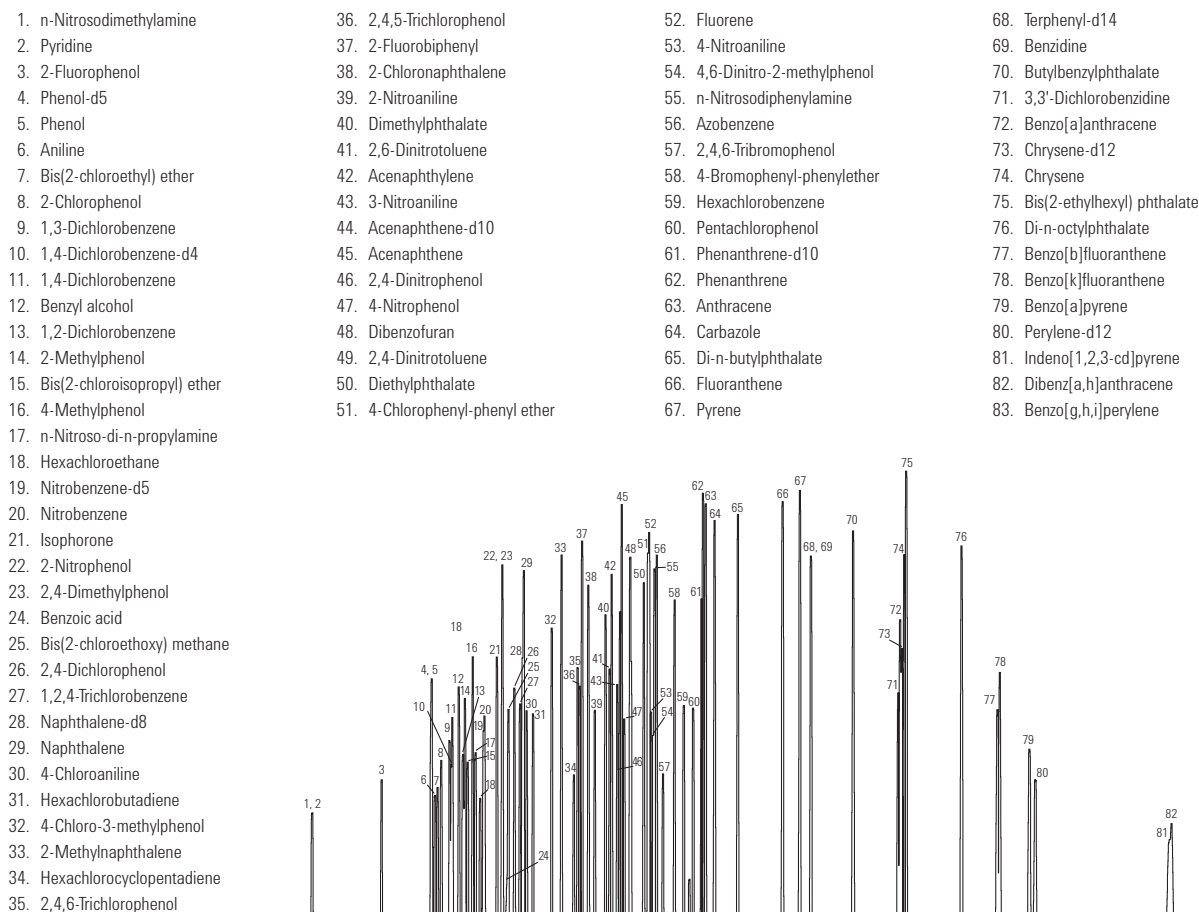 1. n-Nitrosodimethylamine
2. Pyridine
3. 2-Fluorophenol
4. Phenol-d5
5. Phenol
6. Aniline
7. Bis(2-chloroethyl) ether
8. 2-Chlorophenol
9. 1,3-Dichlorobenzene
10. 1,4-Dichlorobenzene-d4
11. 1,4-Dichlorobenzene
12. Benzyl alcohol
13. 1,2-Dichlorobenzene
14. 2-Methylphenol
15. Bis(2-chloroisopropyl) ether
16. 4-Methylphenol
17. n-Nitroso-di-n-propylamine
18. Hexachloroethane
19. Nitrobenzene-d5
20. Nitrobenzene
21. Isophorone
22. 2-Nitrophenol
23. 2,4-Dimethylphenol
24. Benzoic acid
25. Bis(2-chloroethoxy) methane
26. 2,4-Dichlorophenol
27. 1,2,4-Trichlorobenzene
28. Naphthalene-d8
29. Naphthalene
30. 4-Chloroaniline
31. Hexachlorobutadiene
32. 4-Chloro-3-methylphenol
33. 2-Methylnaphthalene
34. Hexachlorocyclopentadiene
35. 2,4,6-Trichlorophenol
36. 2,4,5-Trichlorophenol
37. 2-Fluorobiphenyl
38. 2-Chloronaphthalene
39. 2-Nitroaniline
40. Dimethylphthalate
41. 2,6-Dinitrotoluene
42. Acenaphthylene
43. 3-Nitroaniline
44. Acenaphthene-d10
45. Acenaphthene
46. 2,4-Dinitrophenol
47. 4-Nitrophenol
48. Dibenzofuran
49. 2,4-Dinitrotoluene
50. Diethylphthalate
51. 4-Chlorophenyl-phenyl ether
52. Fluorene
53. 4-Nitroaniline
54. 4,6-Dinitro-2-methylphenol
55. n-Nitrosodiphenylamine
56. Azobenzene
57. 2,4,6-Tribromophenol
58. 4-Bromophenyl-phenylether
59. Hexachlorobenzene
60. Pentachlorophenol
61. Phenanthrene-d10
62. Phenanthrene
63. Anthracene
64. Carbazole
65. Di-n-butylphthalate
66. Fluoranthene
67. Pyrene
68. Terphenyl-d14
69. Benzidine
70. Butylbenzylphthalate
71. 3,3'-Dichlorobenzidine
72. Benzo[a]anthracene
73. Chrysene-d12
74. Chrysene
75. Bis(2-ethylhexyl) phthalate
76. Di-n-octylphthalate
77. Benzo[b]fluoranthene
78. Benzo[k]fluoranthene
79. Benzo[a]pyrene
80. Perylene-d12
81. Indeno[1,2,3-cd]pyrene
82. Dibenz[a,h]anthracene
83. Benzo[g,h,i]perylene
1, 2
3
4, 5
6
7
8
9
10
11
12
13
14
15
16
17
18
18
19
20
21
22, 23
24
25
26
27
28
29
30
31
32
33
34
35
36
37
38
39
40
41
42
43
45
46
47
48
50
51
52
53
54
55
56
57
58
59
60
61
62
63
64
65
66
67
68, 69
70
71
72
73
74
75
76
77
78
79
80
81
82